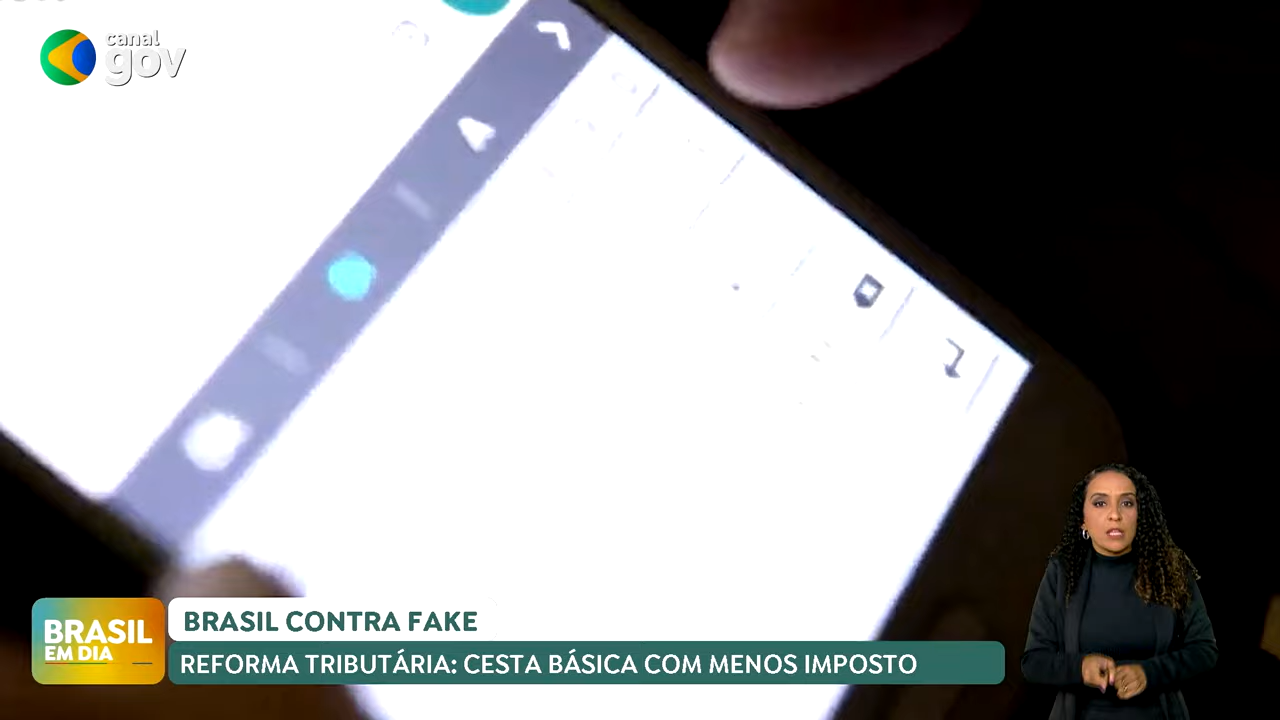 canal
gov
BRASIL
EM DIA
BRASIL CONTRA FAKE
REFORMA TRIBUTÁRIA: CESTA BÁSICA COM MENOS IMPOSTO